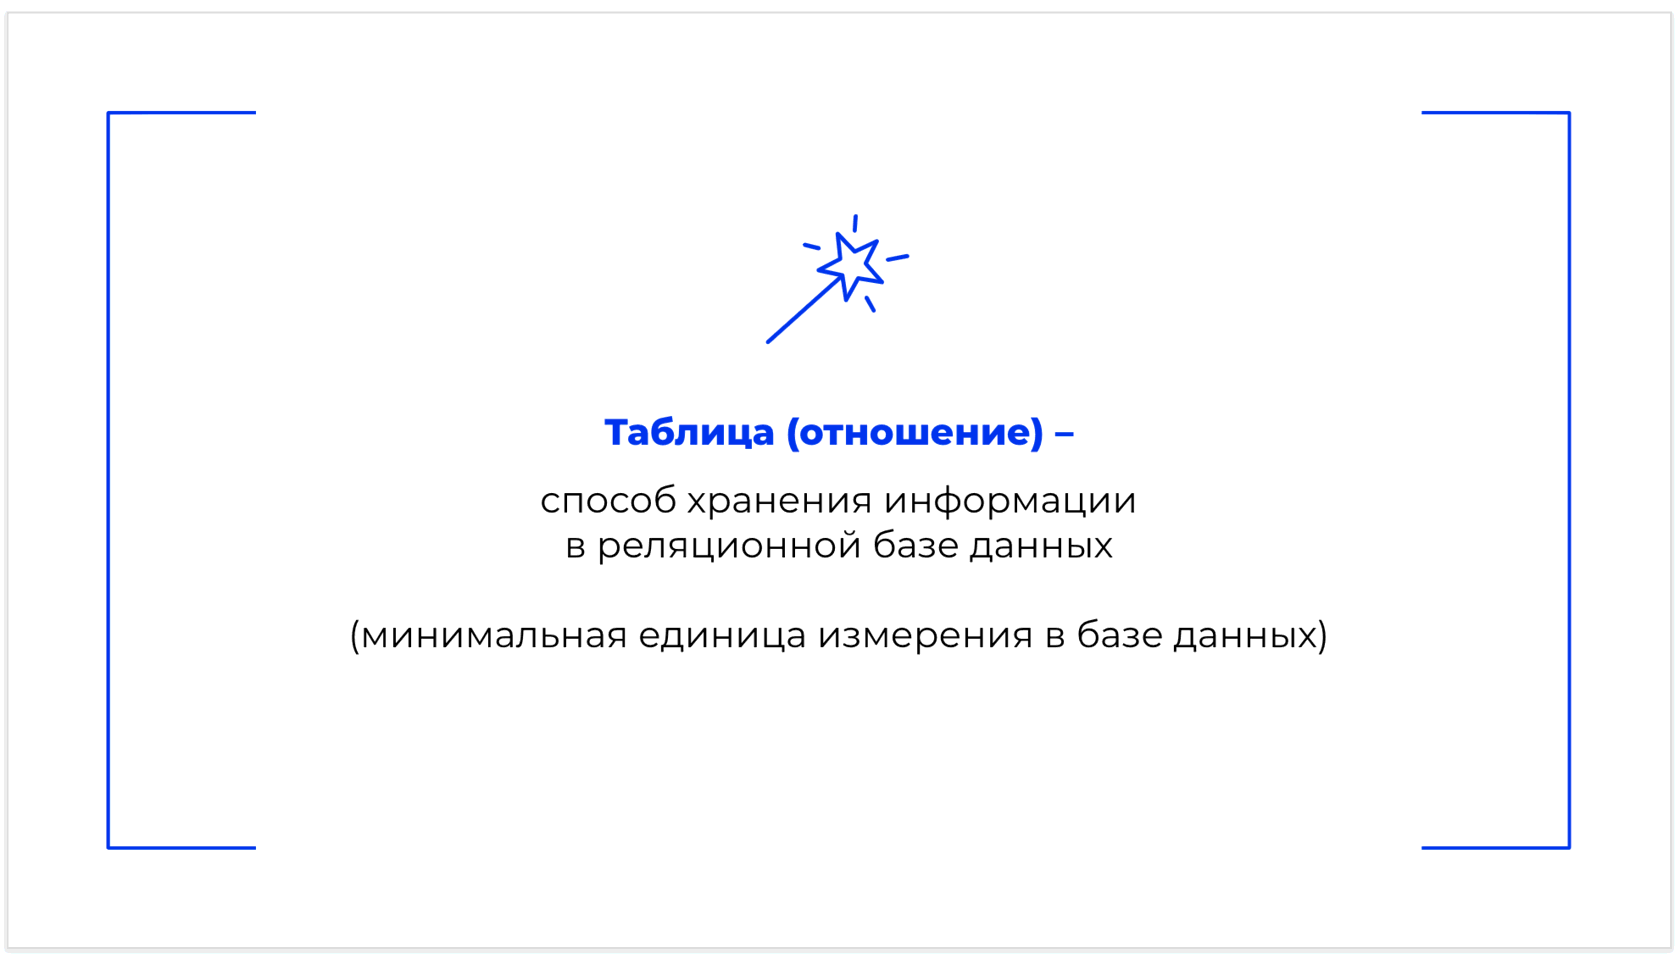 Таблица (отношение) –
способ хранения информации
в реляционной базе данных
(минимальная единица измерения в базе данных)